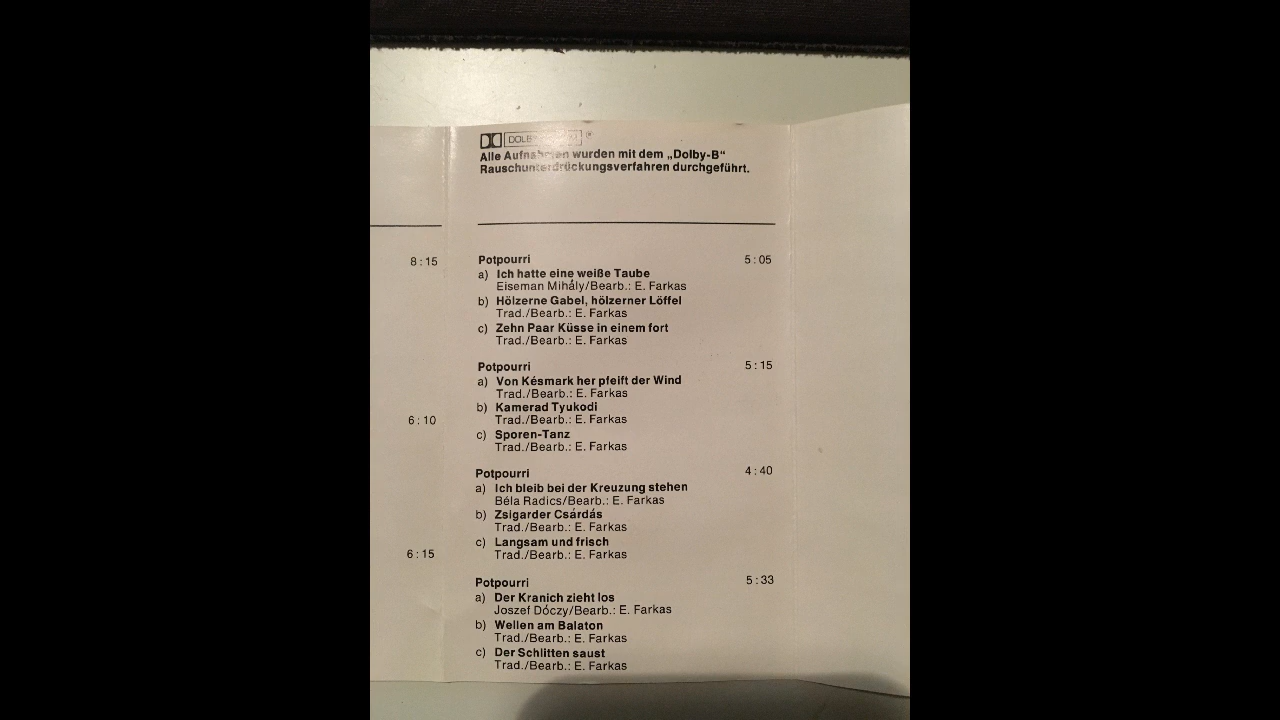 DOLBY
Alle Aufnahmen wurden mit dem „Dolby-B“
Rauschunterdrückungsverfahren durchgeführt.
8:15
6:10
6:15
Potpourri 5:05
a) Ich hatte eine weiße Taube
Eiseman Mihály/Bearb.: E. Farkas
b) Hölzerne Gabel, hölzerner Löffel
Trad./Bearb.: E. Farkas
c) Zehn Paar Küsse in einem fort
Trad./Bearb.: E. Farkas
Potpourri 5:15
a) Von Késmark her pfeift der Wind
Trad./Bearb.: E. Farkas
b) Kamerad Tyukodi
Trad./Bearb.: E. Farkas
c) Sporen-Tanz
Trad./Bearb.: E. Farkas
Potpourri 4:40
a) Ich bleib bei der Kreuzung stehen
Béla Radics/Bearb.: E. Farkas
b) Zsigarder Csárdás
Trad./Bearb.: E. Farkas
c) Langsam und frisch
Trad./Bearb.: E. Farkas
Potpourri 5:33
a) Der Kranich zieht los
Joszef Dóczy/Bearb.: E. Farkas
b) Wellen am Balaton
Trad./Bearb.: E. Farkas
c) Der Schlitten saust
Trad./Bearb.: E. Farkas